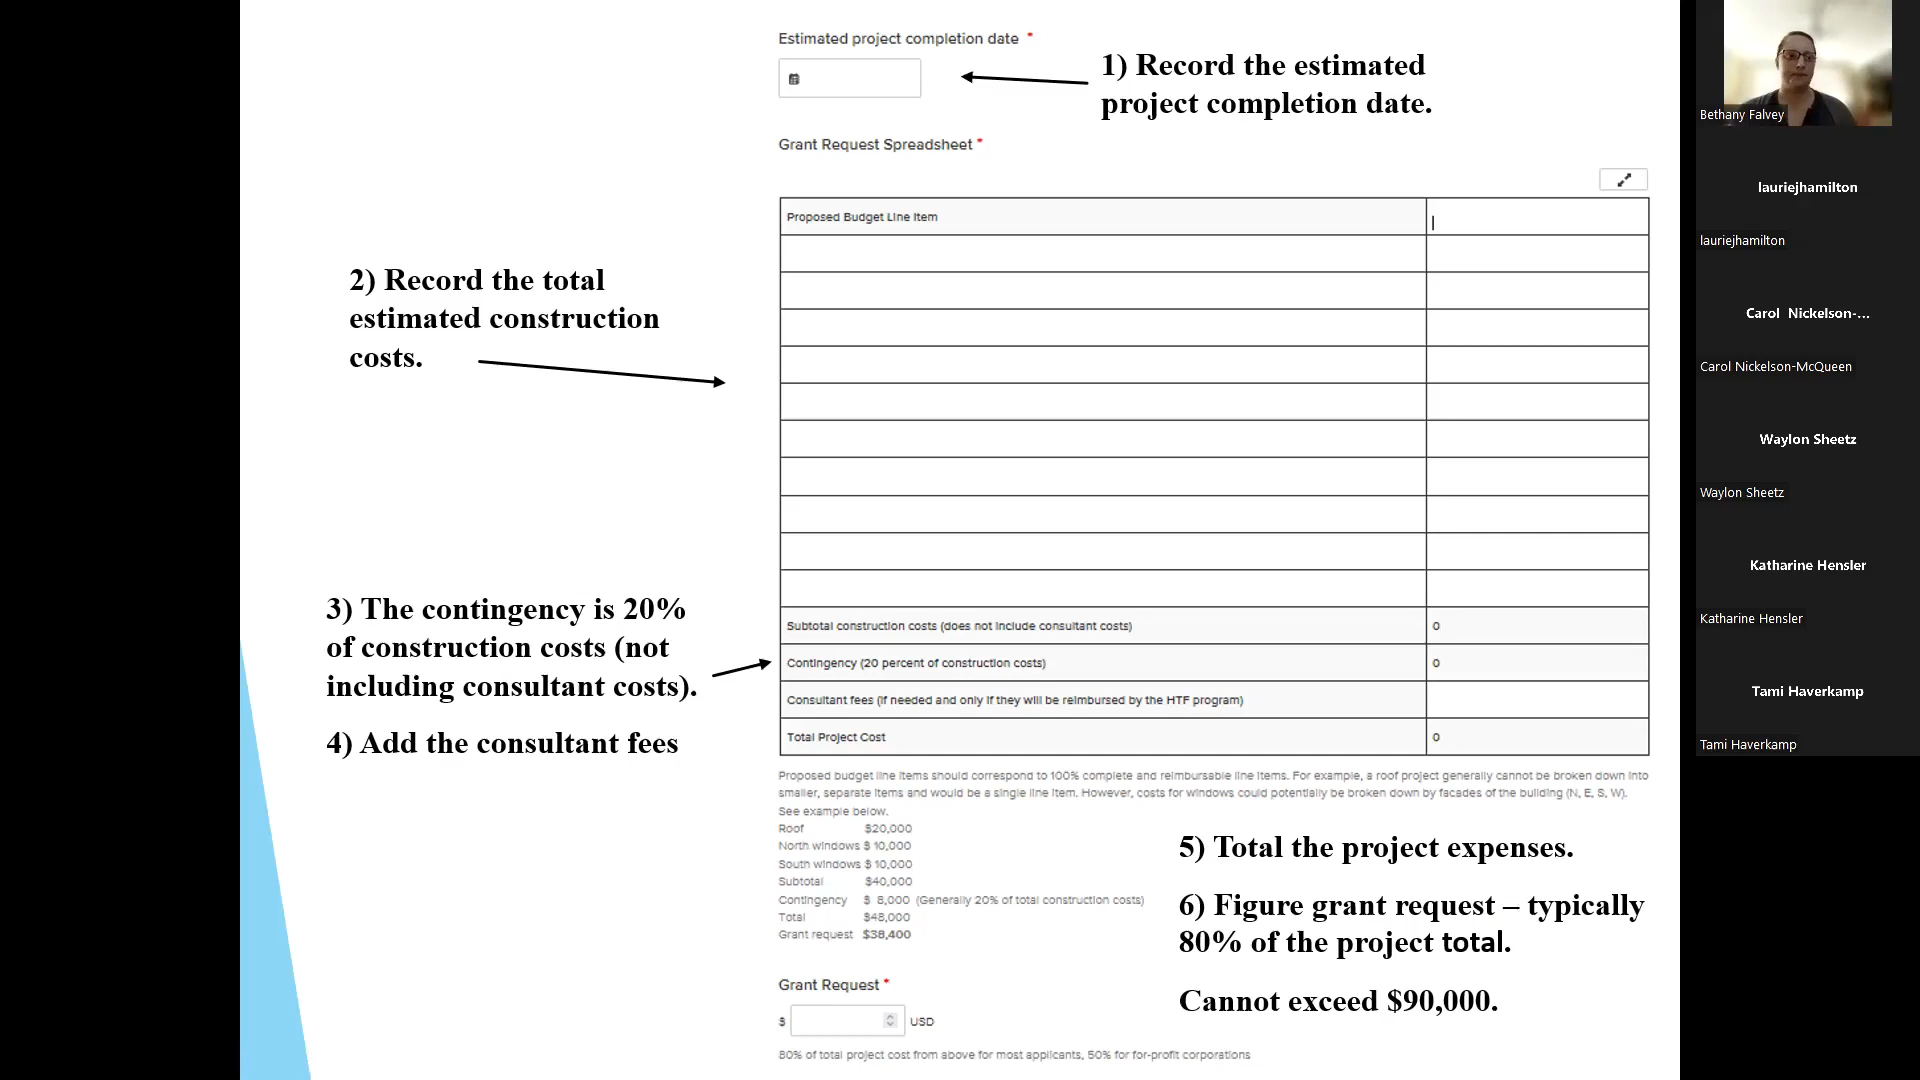 Estimated project completion date *
1) Record the estimated
project completion date.
Grant Request Spreadsheet *
Proposed Budget Line Item
2) Record the total
estimated construction
costs.
3) The contingency is 20%
of construction costs (not
including consultant costs).
4) Add the consultant fees
Subtotal construction costs (does not include consultant costs) 0
Contingency (20 percent of construction costs) 0
Consultant fees (if needed and only if they will be reimbursed by the HTF program)
Total Project Cost 0
Proposed budget line items should correspond to 100% complete and reimbursable line items. For example, a roof project generally cannot be broken down into
smaller, separate items and would be a single line item. However, costs for windows could potentially be broken down by facades of the building (N, E, S, W).
See example below.
Roof $20,000
North windows $ 10,000
South windows $ 10,000
Subtotal $40,000
Contingency $ 8,000 (Generally 20% of total construction costs)
Total $48,000
Grant request $38,400
5) Total the project expenses.
6) Figure grant request – typically
80% of the project total.
Cannot exceed $90,000.
Grant Request *
$ USD
80% of total project cost from above for most applicants, 50% for for-profit corporations
Bethany Falvey
lauriejhamilton
lauriejhamilton
Carol Nickelson-...
Carol Nickelson-McQueen
Waylon Sheetz
Waylon Sheetz
Katharine Hensler
Katharine Hensler
Tami Haverkamp
Tami Haverkamp